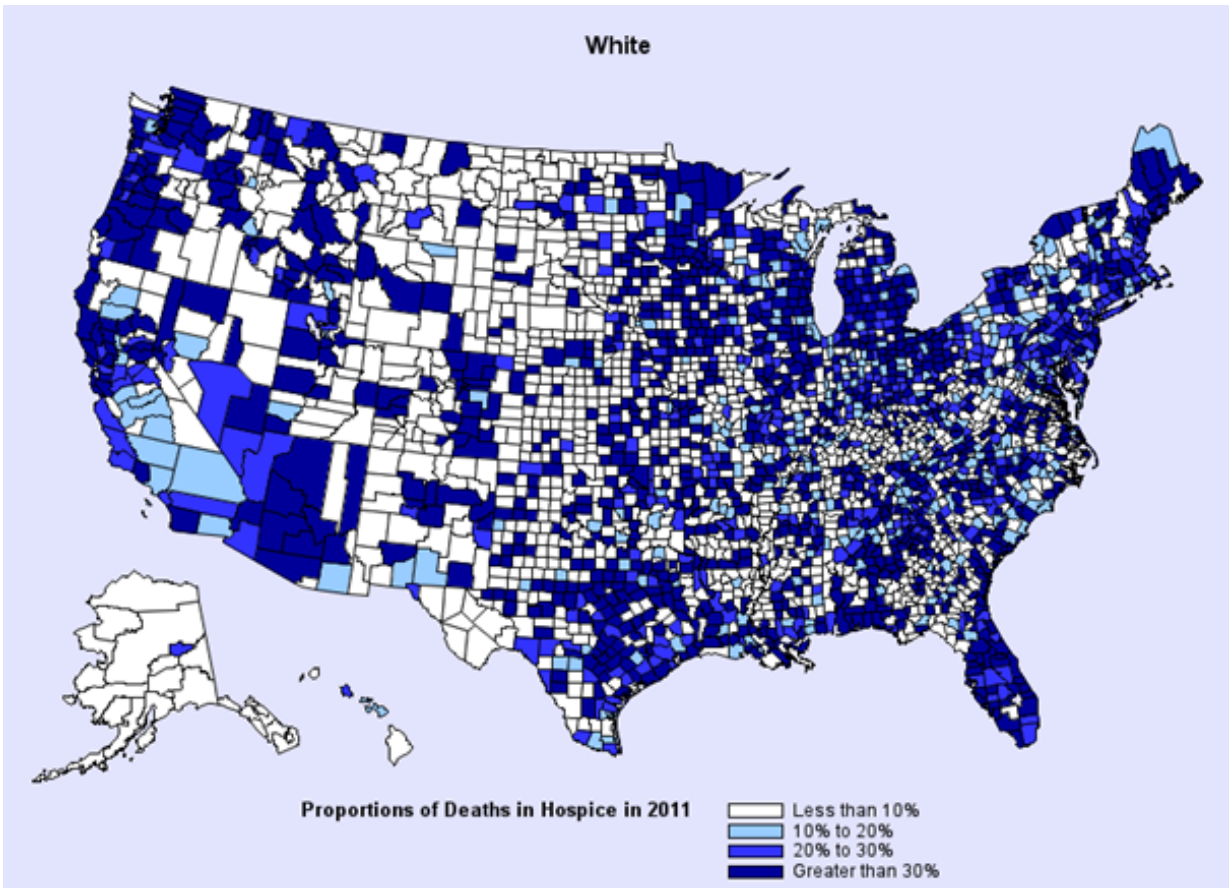 White
Proportions of Deaths in Hospice in 2011
Less than 10%
10% to 20%
20% to 30%
Greater than 30%